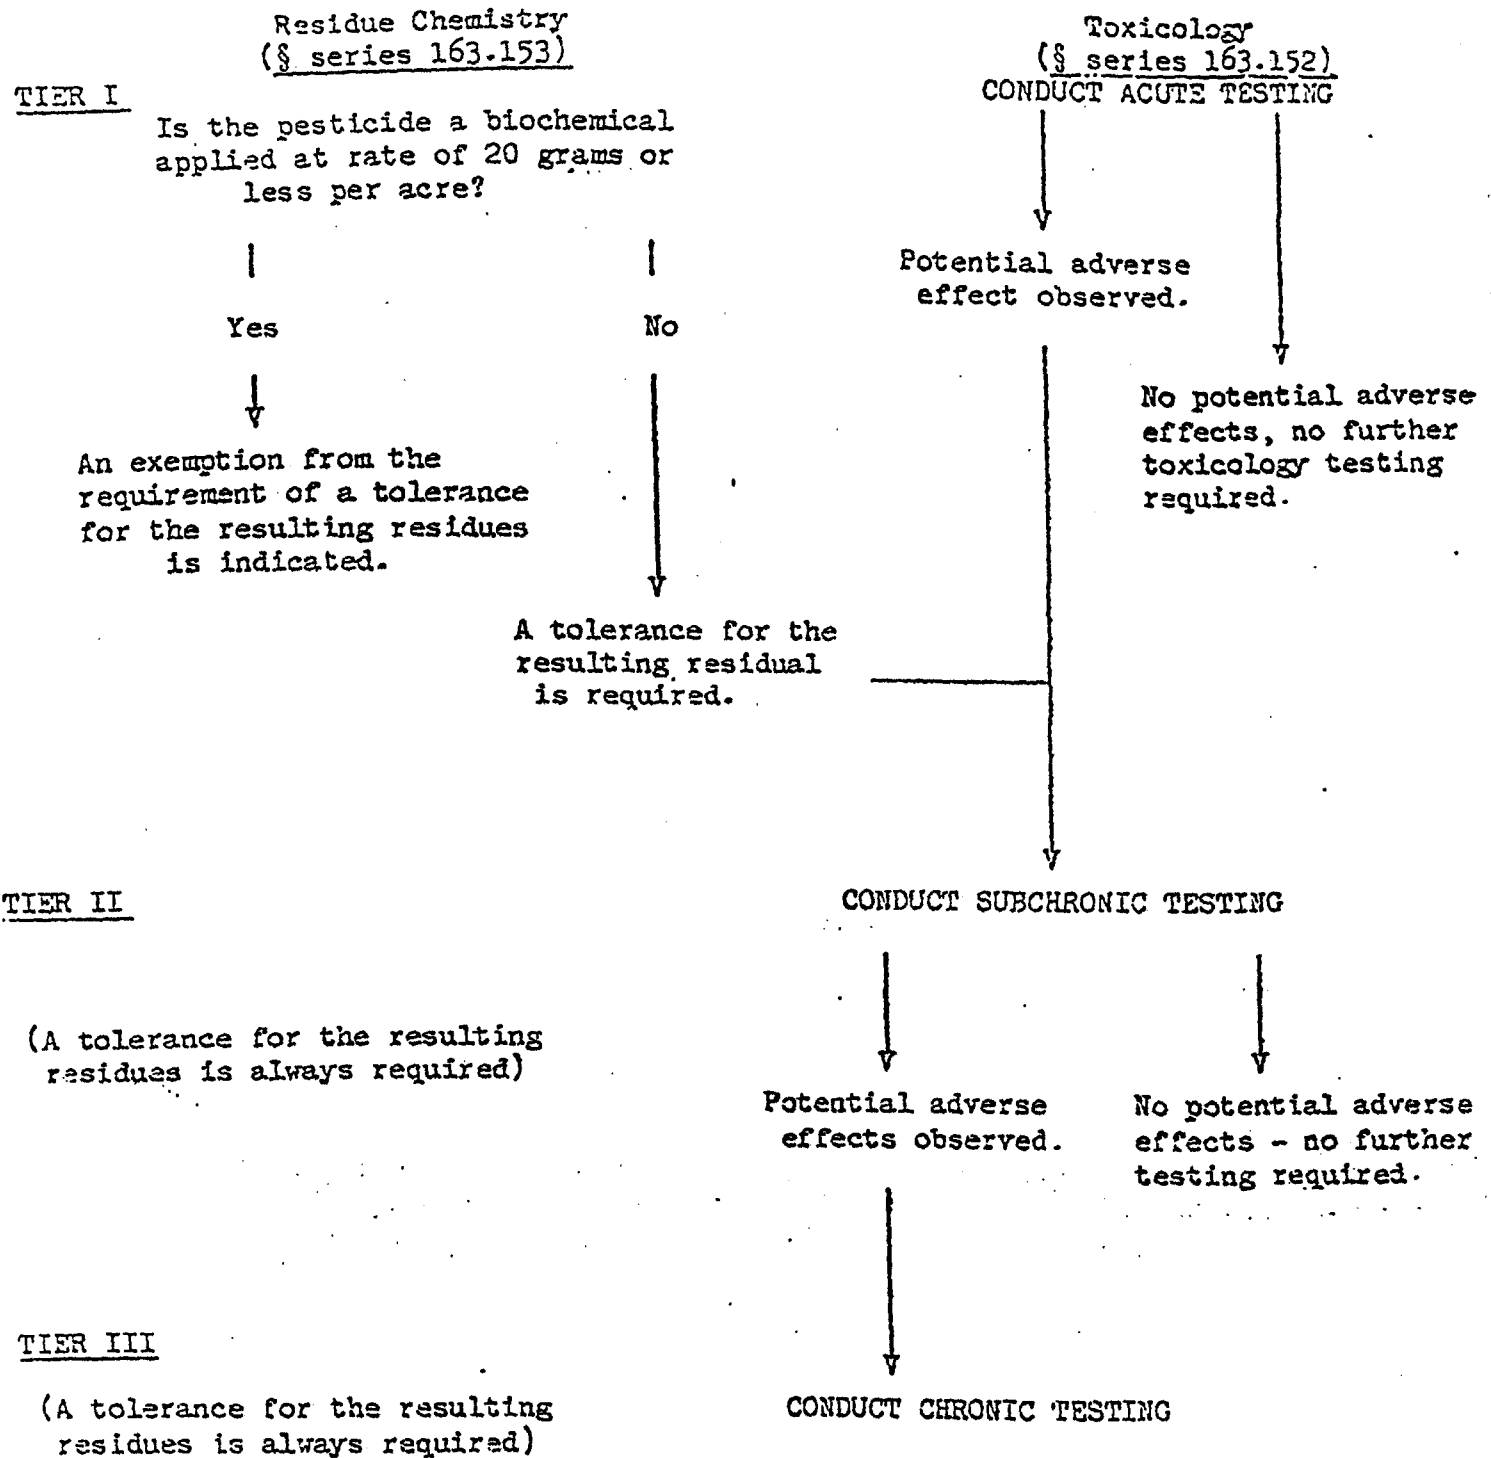 Residue Chemistry
(§ series 163.153)
Toxicology
(§ series 163.152)
TIER I
CONDUCT ACUTE TESTING
Is the pesticide a biochemical
applied at rate of 20 grams or
less per acre?
Yes
No
Potential adverse
effect observed.
No potential adverse
effects, no further
toxicology testing
required.
An exemption from the
requirement of a tolerance
for the resulting residues
is indicated.
A tolerance for the
resulting residual
is required.
TIER II
CONDUCT SUBCHRONIC TESTING
(A tolerance for the resulting
residues is always required)
Potential adverse
effects observed.
No potential adverse
effects - no further
testing required.
TIER III
(A tolerance for the resulting
residues is always required)
CONDUCT CHRONIC TESTING